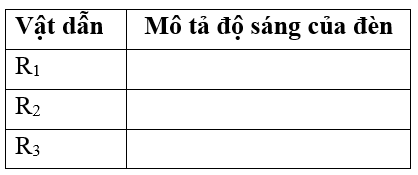 Vật dẫn Mô tả độ sáng của đèn
R₁
R₂
R₃